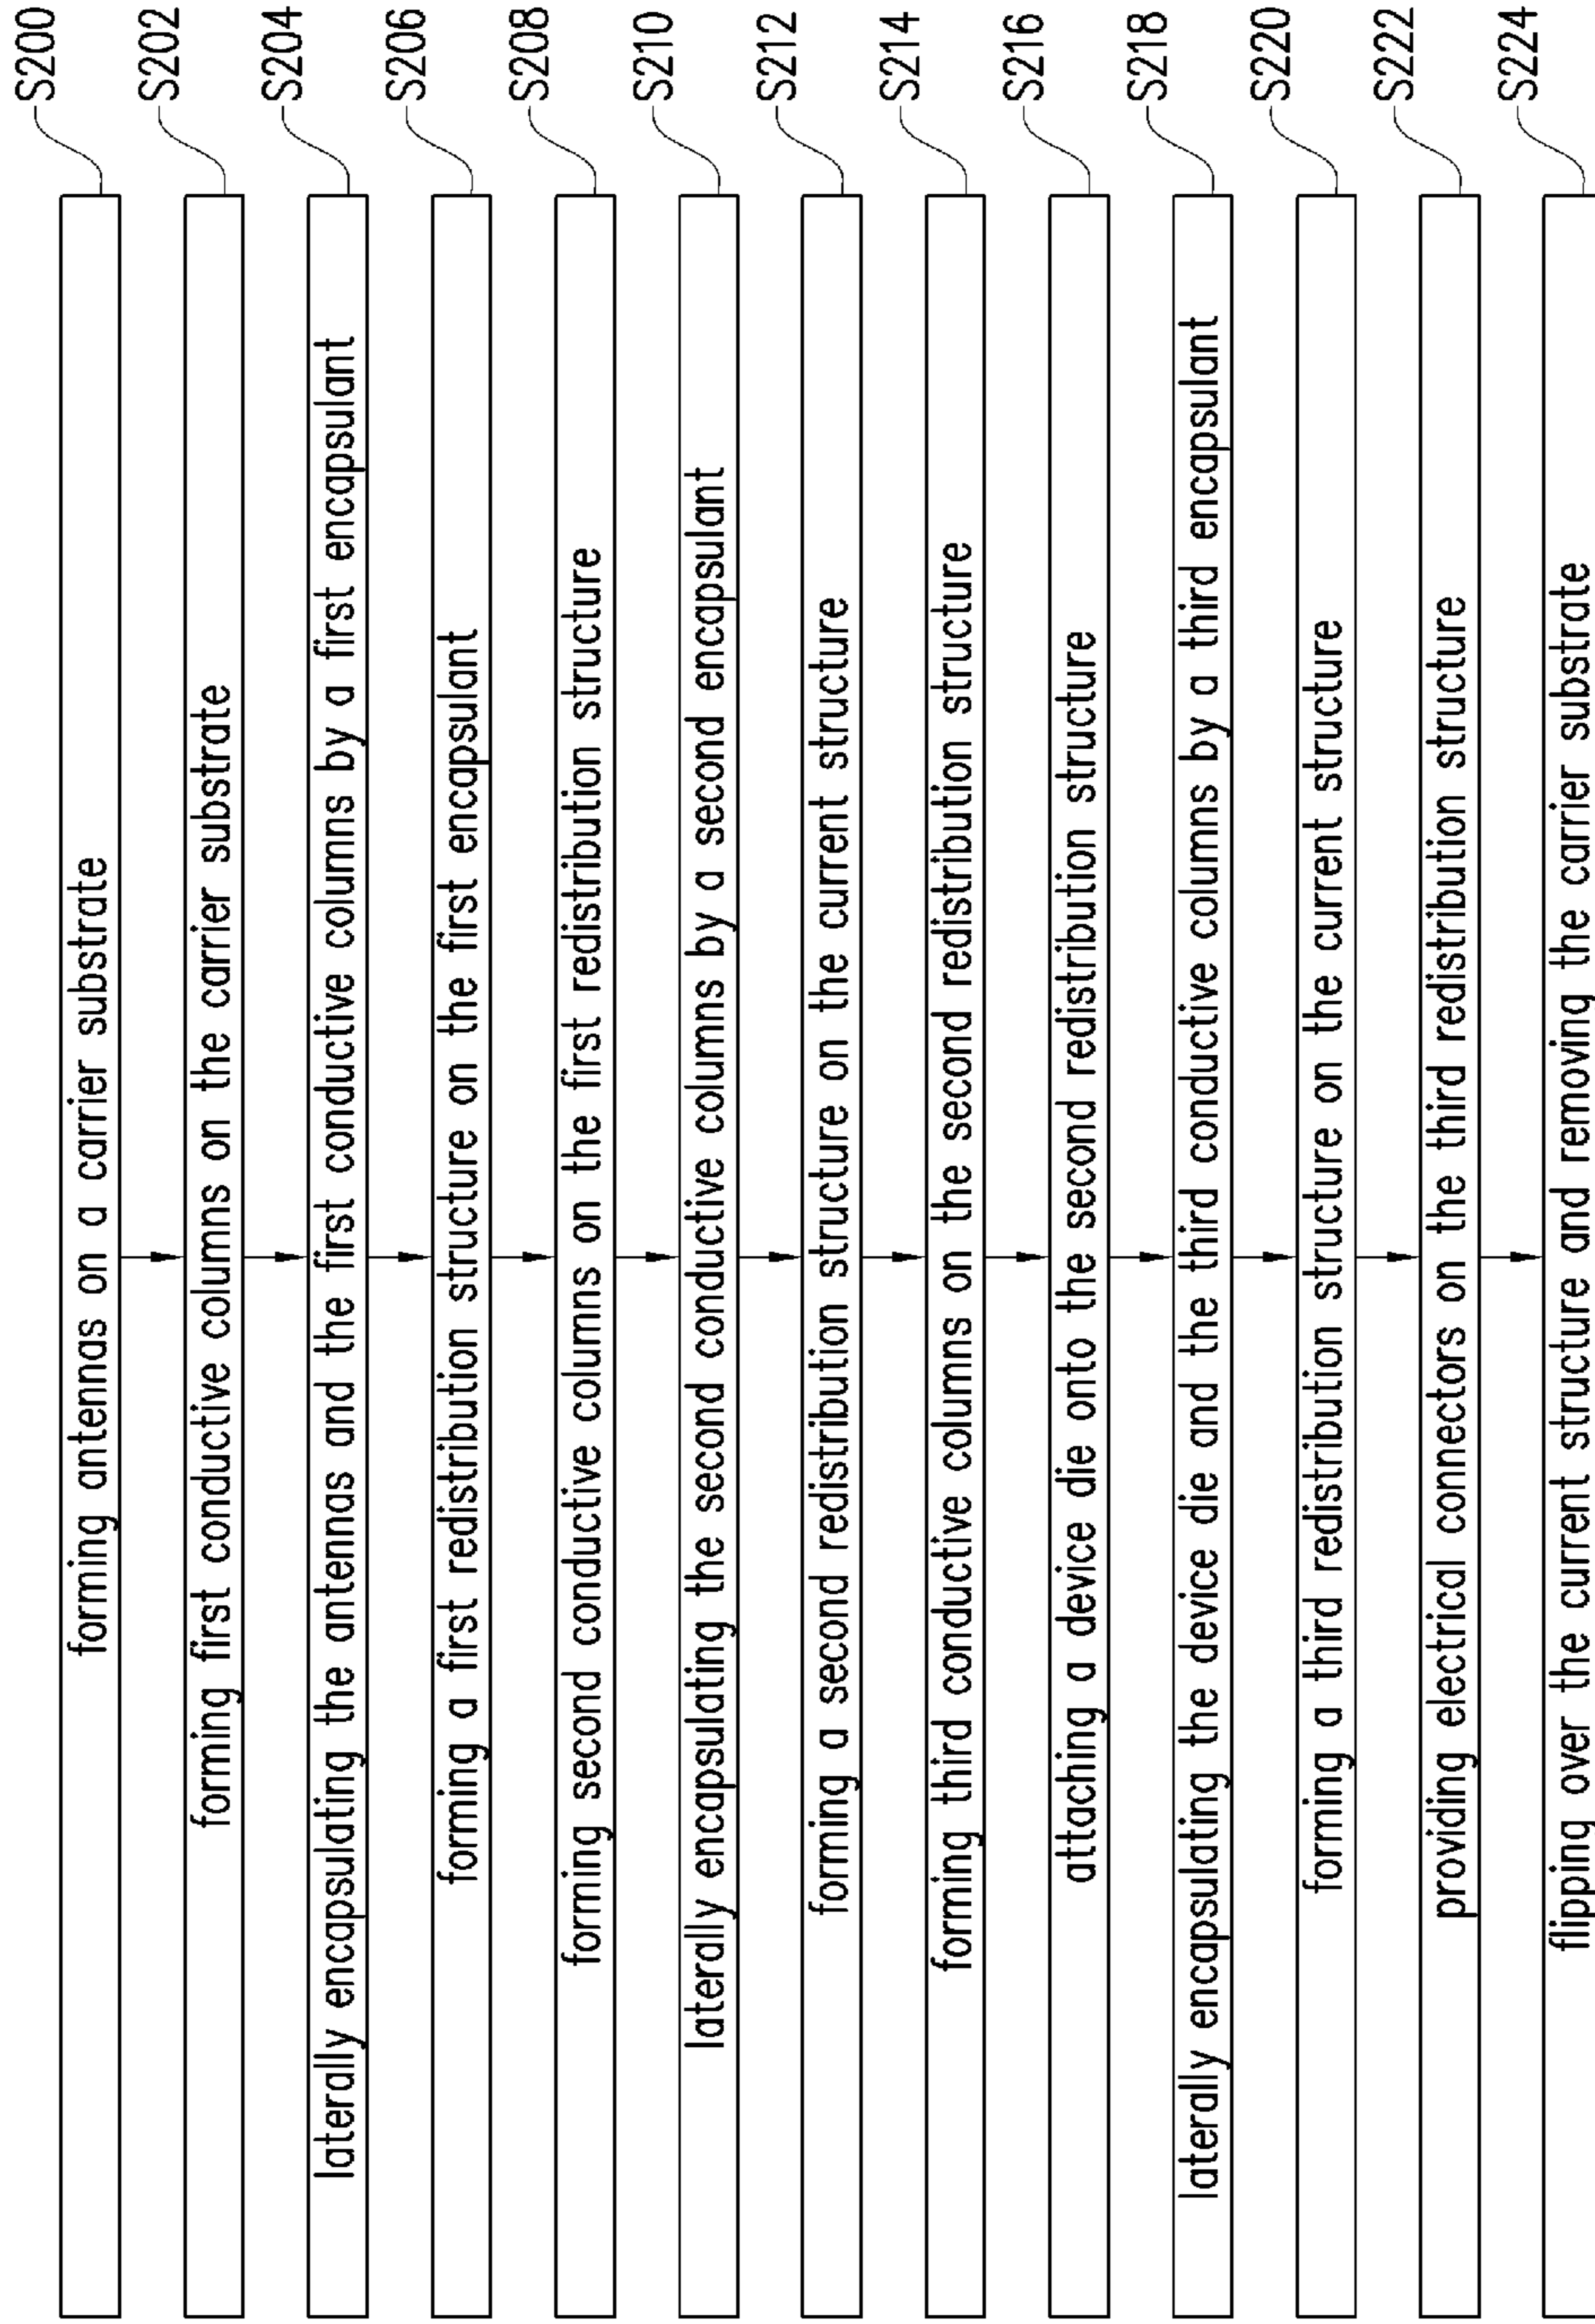 S200
forming antennas on a carrier substrate
S202
forming first conductive columns on the carrier substrate
S204
laterally encapsulating the antennas and the first conductive columns by a first encapsulant
S206
forming a first redistribution structure on the first encapsulant
S208
forming second conductive columns on the first redistribution structure
S210
laterally encapsulating the second conductive columns by a second encapsulant
S212
forming a second redistribution structure on the current structure
S214
forming third conductive columns on the second redistribution structure
S216
attaching a device die onto the second redistribution structure
S218
laterally encapsulating the device die and the third conductive columns by a third encapsulant
S220
forming a third redistribution structure on the current structure
S222
providing electrical connectors on the third redistribution structure
S224
flipping over the current structure and removing the carrier substrate